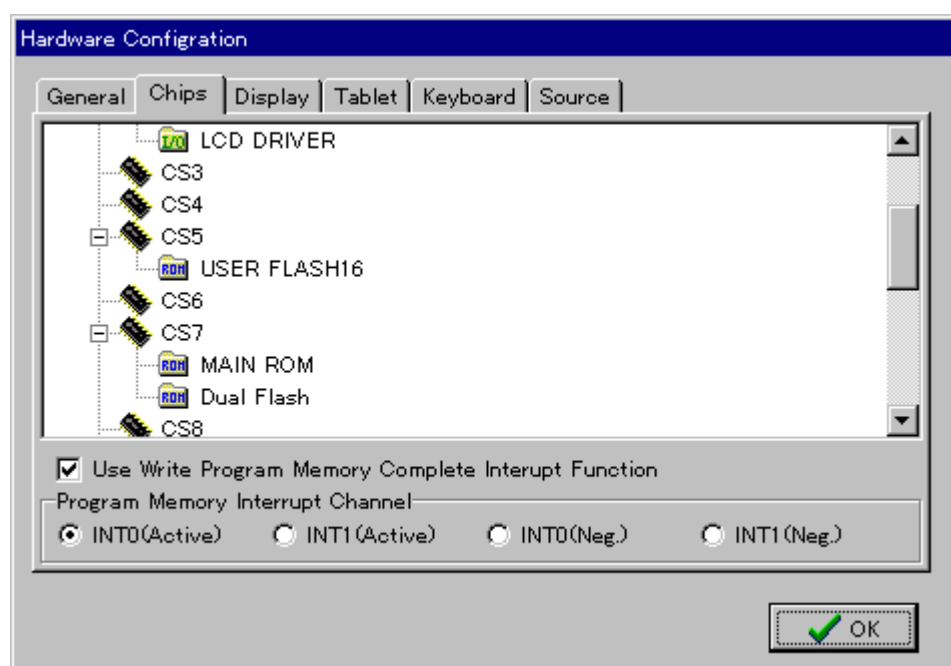 Hardware Configration
General Chips Display Tablet Keyboard Source
I/O LCD DRIVER
CS3
CS4
CS5
ROM USER FLASH16
CS6
CS7
ROM MAIN ROM
ROM Dual Flash
CS8
Use Write Program Memory Complete Interupt Function
Program Memory Interrupt Channel
INT0(Active) INT1(Active) INT0(Neg.) INT1(Neg.)
OK